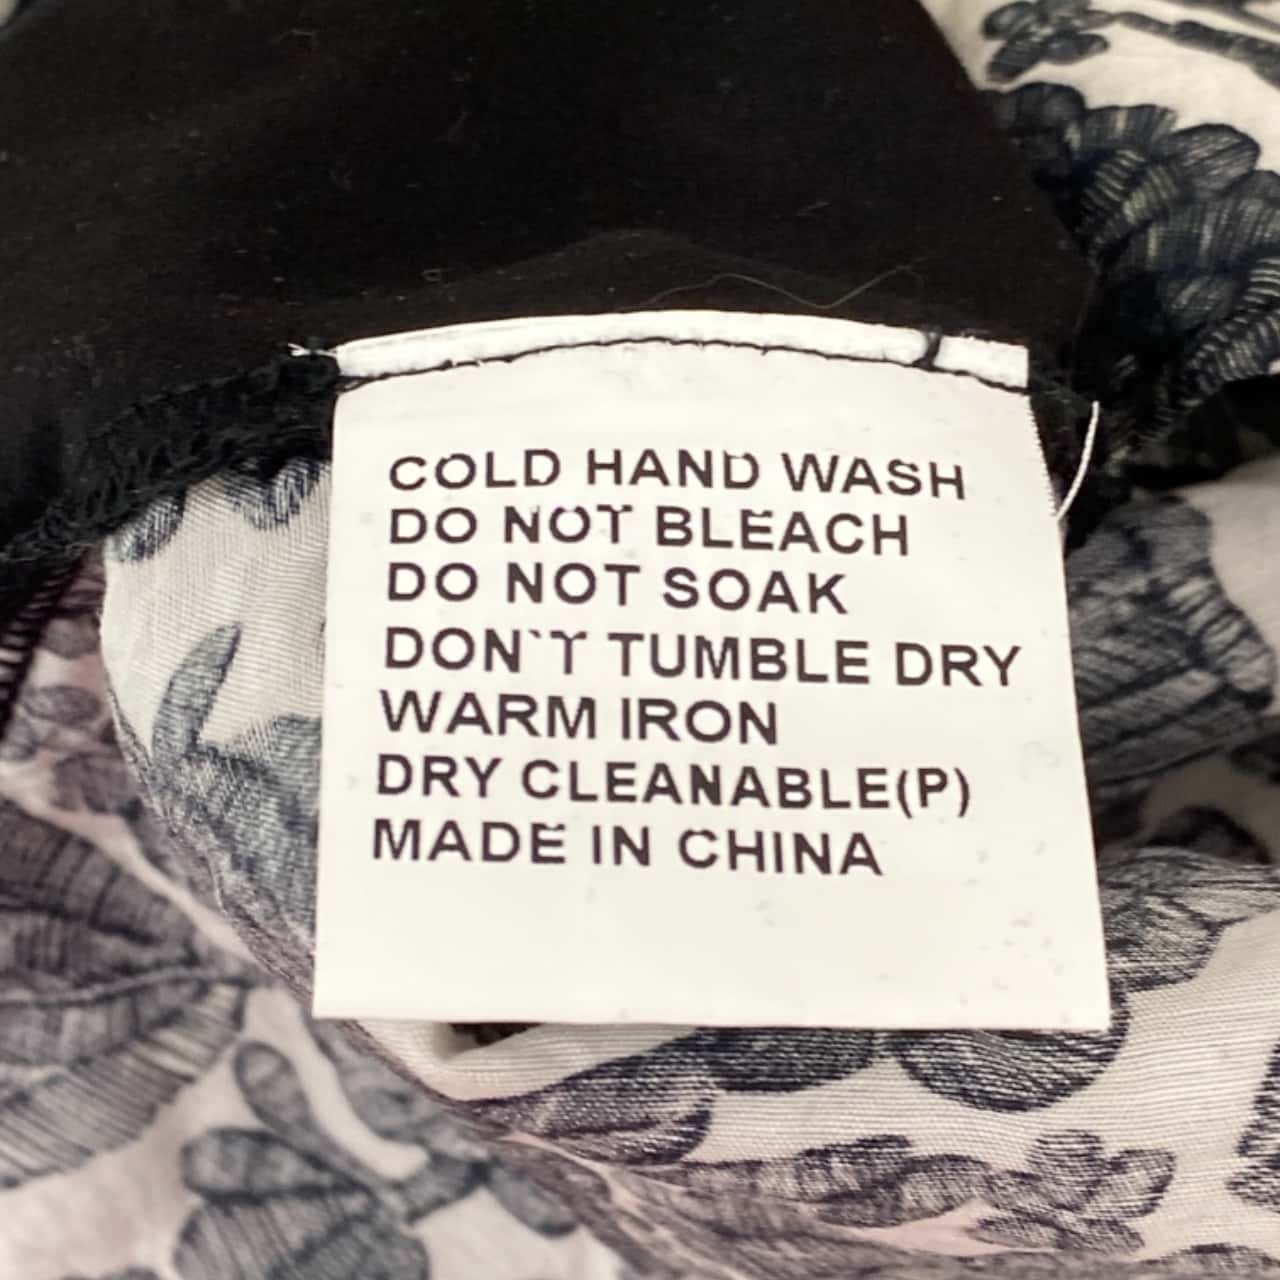 COLD HAND WASH
DO NOT BLEACH
DO NOT SOAK
DON`T TUMBLE DRY
WARM IRON
DRY CLEANABLE(P)
MADE IN CHINA